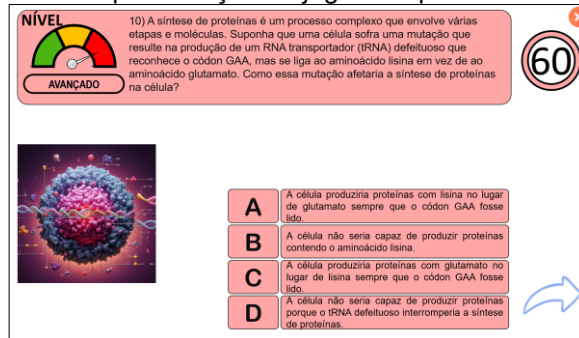 NÍVEL
AVANÇADO
10) A síntese de proteínas é um processo complexo que envolve várias
etapas e moléculas. Suponha que uma célula sofra uma mutação que
resulte na produção de um RNA transportador (tRNA) defeituoso que
reconhece o códon GAA, mas se liga ao aminoácido lisina em vez de ao
aminoácido glutamato. Como essa mutação afetaria a síntese de proteínas
na célula?
60
A
A célula produziria proteínas com lisina no lugar
de glutamato sempre que o códon GAA fosse
lido.
B
A célula não seria capaz de produzir proteínas
contendo o aminoácido lisina.
C
A célula produziria proteínas com glutamato no
lugar de lisina sempre que o códon GAA fosse
lido.
D
A célula não seria capaz de produzir proteínas
porque o tRNA defeituoso interromperia a síntese
de proteínas.